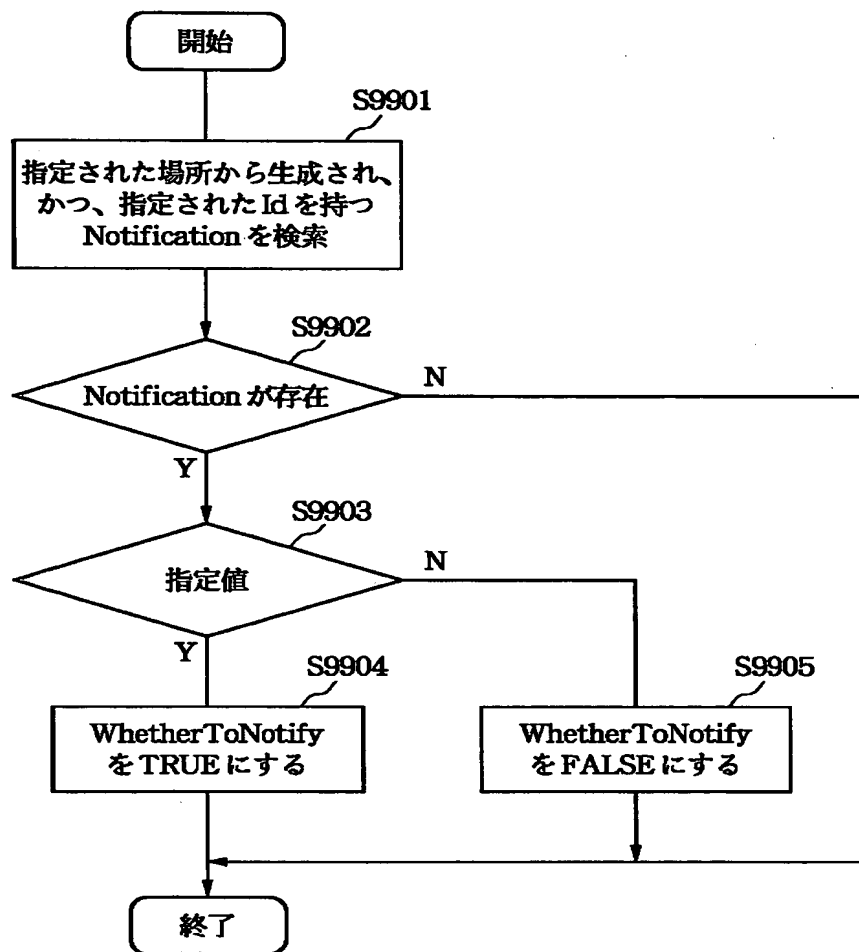 開始
S9901
指定された場所から生成され、
かつ、指定されたIdを持つ
Notificationを検索
S9902
Notificationが存在
N
Y
S9903
指定値
N
Y
S9904
WhetherToNotify
をTRUEにする
S9905
WhetherToNotify
をFALSEにする
終了